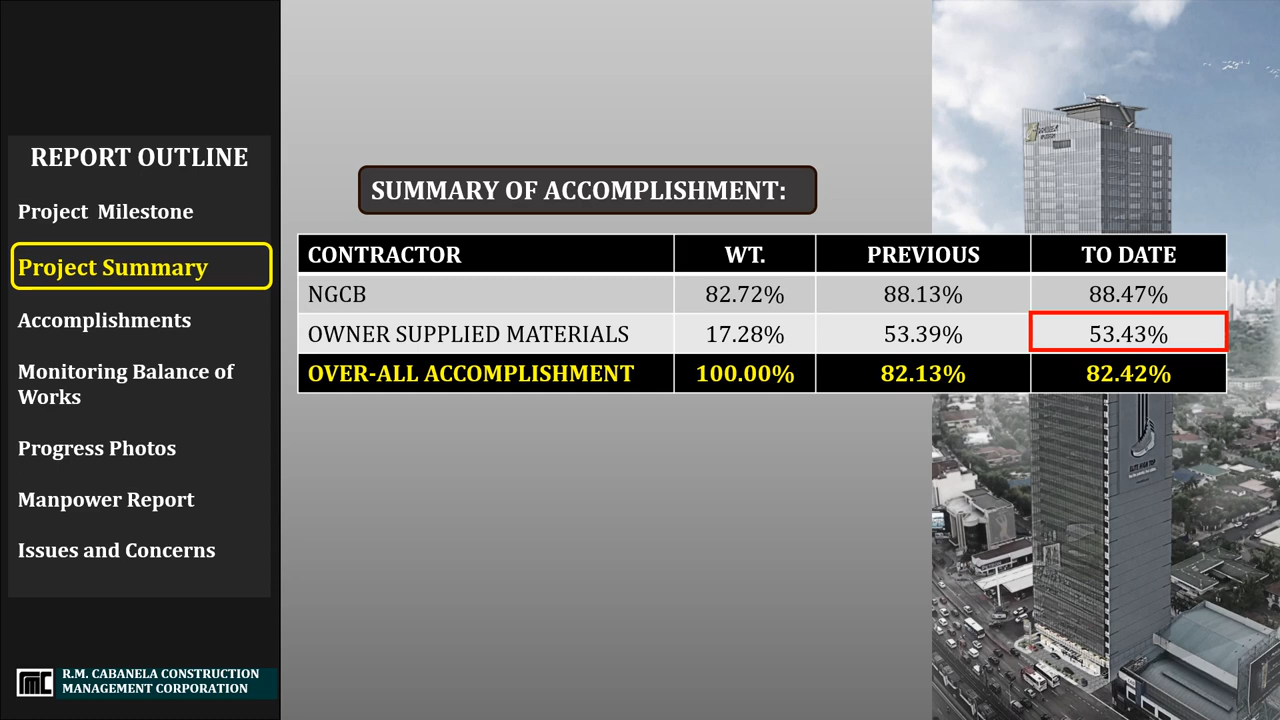 REPORT OUTLINE
Project Milestone
Project Summary
Accomplishments
Monitoring Balance of
Works
Progress Photos
Manpower Report
Issues and Concerns
R.M. CABANELA CONSTRUCTION
MANAGEMENT CORPORATION
SUMMARY OF ACCOMPLISHMENT:
CONTRACTOR WT. PREVIOUS TO DATE
NGCB 82.72% 88.13% 88.47%
OWNER SUPPLIED MATERIALS 17.28% 53.39% 53.43%
OVER-ALL ACCOMPLISHMENT 100.00% 82.13% 82.42%